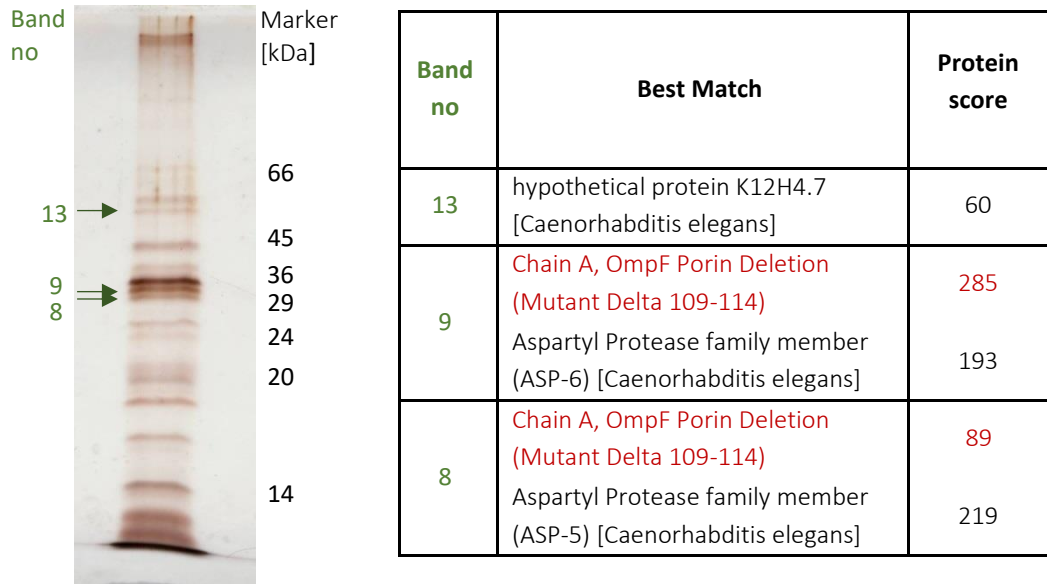 Band
no
Marker
[kDa]
66
13
45
36
9
29
8
24
20
14
Band
no
Best Match
Protein
score
13
hypothetical protein K12H4.7
[Caenorhabditis elegans]
60
9
Chain A, OmpF Porin Deletion
(Mutant Delta 109-114)
285
Aspartyl Protease family member
(ASP-6) [Caenorhabditis elegans]
193
8
Chain A, OmpF Porin Deletion
(Mutant Delta 109-114)
89
Aspartyl Protease family member
(ASP-5) [Caenorhabditis elegans]
219